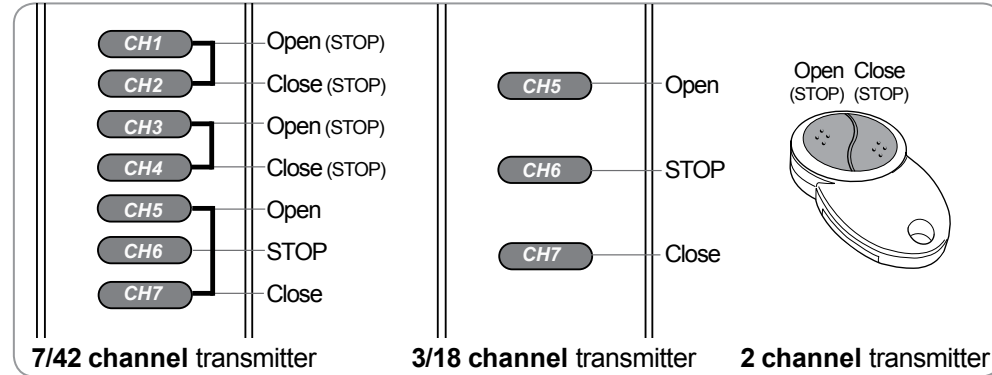 CH1 Open (STOP)
CH2 Close (STOP)
CH3 Open (STOP)
CH4 Close (STOP)
CH5 Open
CH6 STOP
CH7 Close
7/42 channel transmitter
CH5 Open
CH6 STOP
CH7 Close
3/18 channel transmitter
Open Close
(STOP) (STOP)
2 channel transmitter